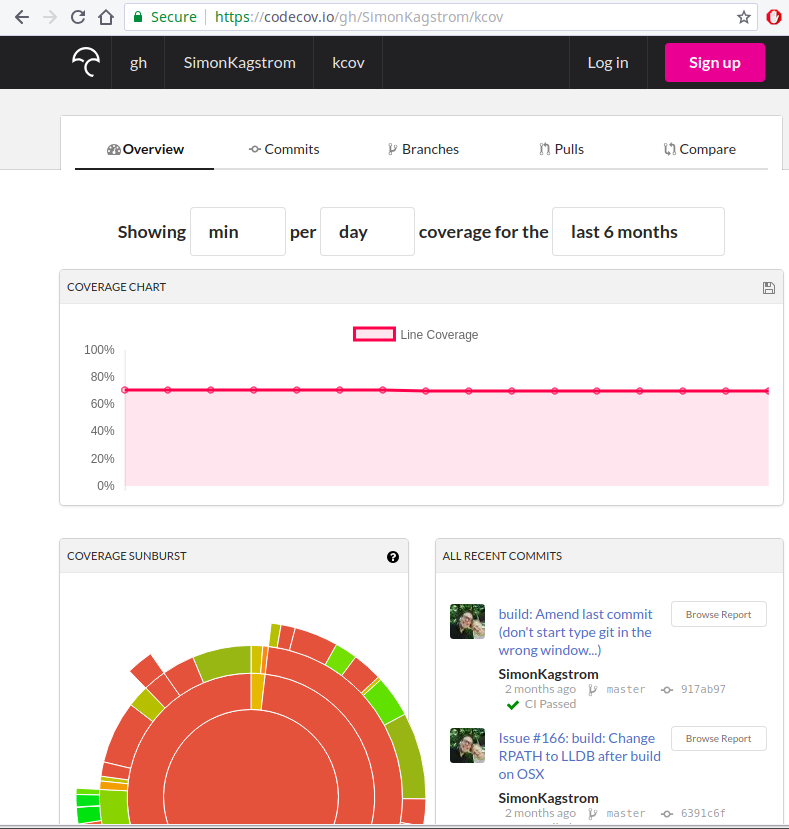 Secure https://codecov.io/gh/SimonKagstrom/kcov
gh SimonKagstrom kcov Log in Sign up
Overview Commits Branches Pulls Compare
Showing min per day coverage for the last 6 months
COVERAGE CHART
Line Coverage
100%
80%
60%
40%
20%
0%
COVERAGE SUNBURST ?
ALL RECENT COMMITS
build: Amend last commit Browse Report
(don't start type git in the
wrong window...)
SimonKagstrom
2 months ago master 917ab97
CI Passed
Issue #166: build: Change Browse Report
RPATH to LLDB after build
on OSX
SimonKagstrom
2 months ago master 6391c6f